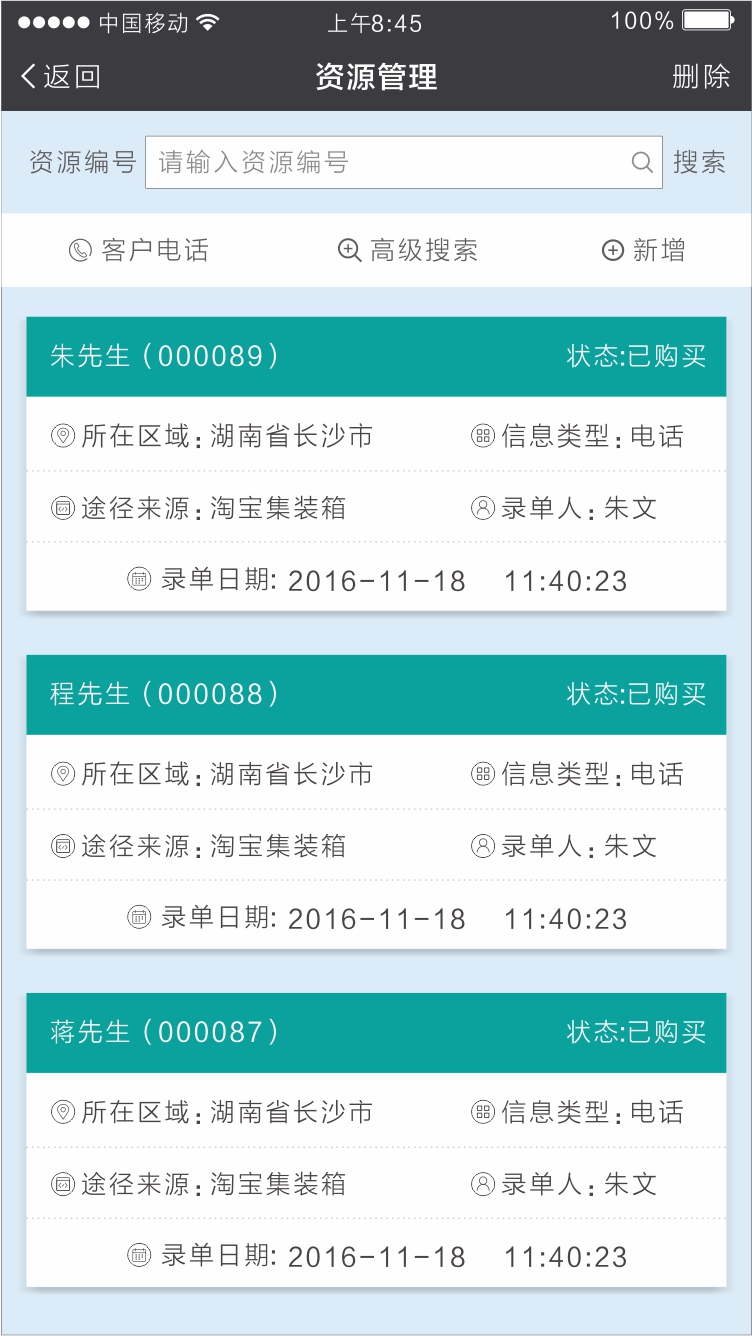 中国移动 上午8:45 100%
返回 资源管理 删除
资源编号 请输入资源编号 搜索
客户电话 高级搜索 新增
朱先生（000089） 状态:已购买
所在区域：湖南省长沙市 信息类型：电话
途径来源：淘宝集装箱 录单人：朱文
录单日期: 2016-11-18 11:40:23
程先生（000088） 状态:已购买
所在区域：湖南省长沙市 信息类型：电话
途径来源：淘宝集装箱 录单人：朱文
录单日期: 2016-11-18 11:40:23
蒋先生（000087） 状态:已购买
所在区域：湖南省长沙市 信息类型：电话
途径来源：淘宝集装箱 录单人：朱文
录单日期: 2016-11-18 11:40:23